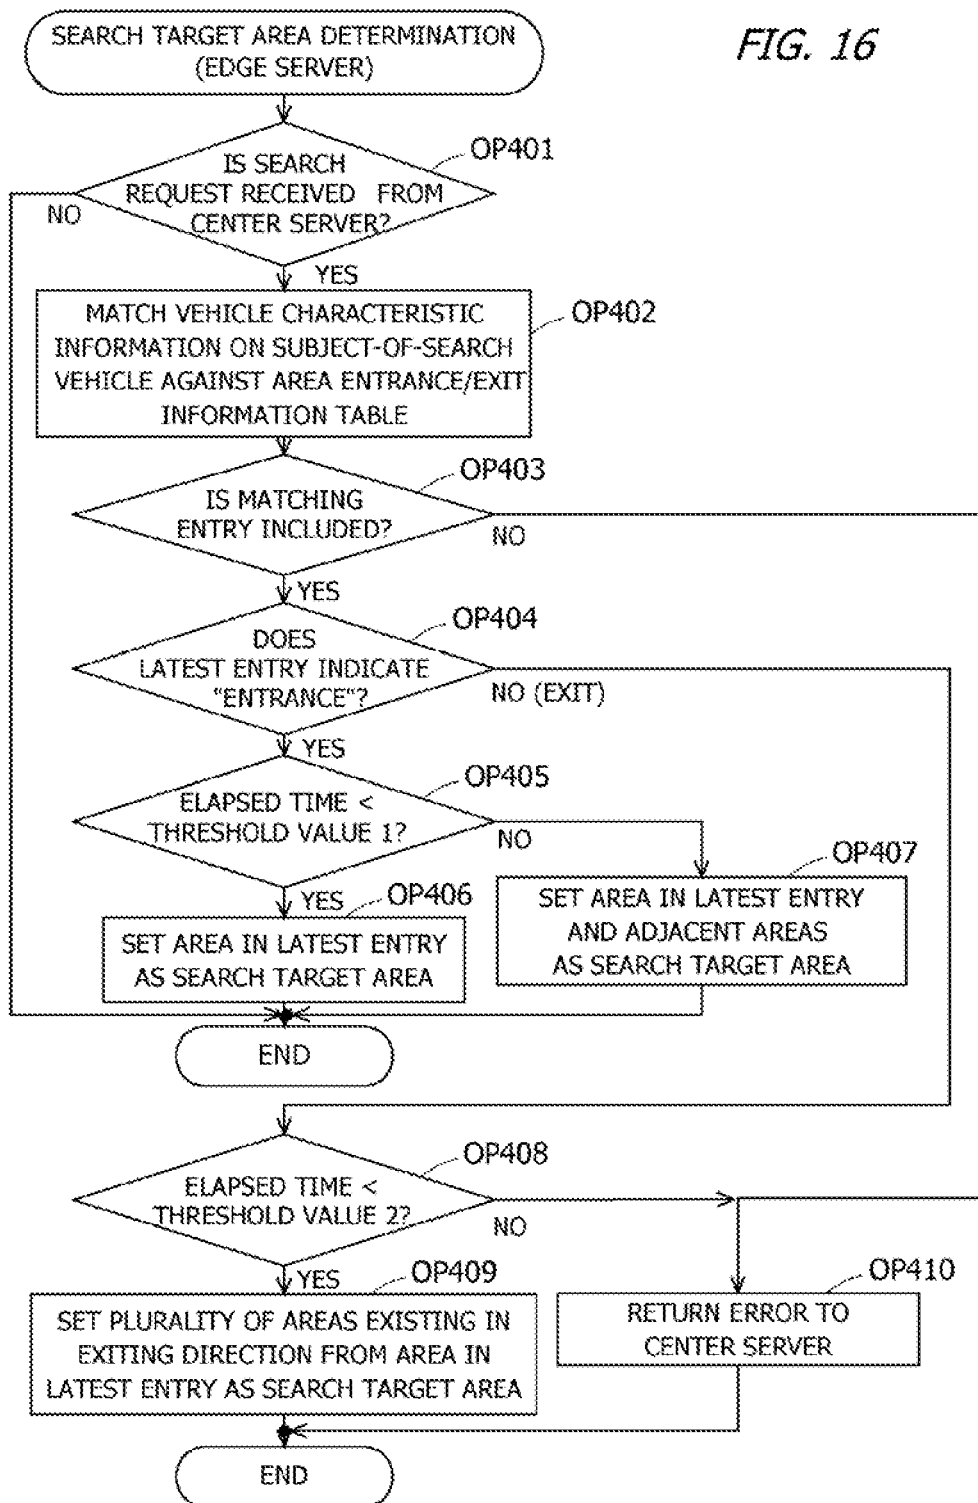 SEARCH TARGET AREA DETERMINATION
(EDGE SERVER)
FIG. 16
OP401
IS SEARCH
REQUEST RECEIVED FROM
CENTER SERVER?
NO
YES
OP402
MATCH VEHICLE CHARACTERISTIC
INFORMATION ON SUBJECT-OF-SEARCH
VEHICLE AGAINST AREA ENTRANCE/EXIT
INFORMATION TABLE
OP403
IS MATCHING
ENTRY INCLUDED?
NO
YES
OP404
DOES
LATEST ENTRY INDICATE
"ENTRANCE"?
NO (EXIT)
YES
OP405
ELAPSED TIME <
THRESHOLD VALUE 1?
NO
YES
OP406
SET AREA IN LATEST ENTRY
AS SEARCH TARGET AREA
OP407
SET AREA IN LATEST ENTRY
AND ADJACENT AREAS
AS SEARCH TARGET AREA
END
OP408
ELAPSED TIME <
THRESHOLD VALUE 2?
NO
YES
OP409
SET PLURALITY OF AREAS EXISTING IN
EXITING DIRECTION FROM AREA IN
LATEST ENTRY AS SEARCH TARGET AREA
OP410
RETURN ERROR TO
CENTER SERVER
END